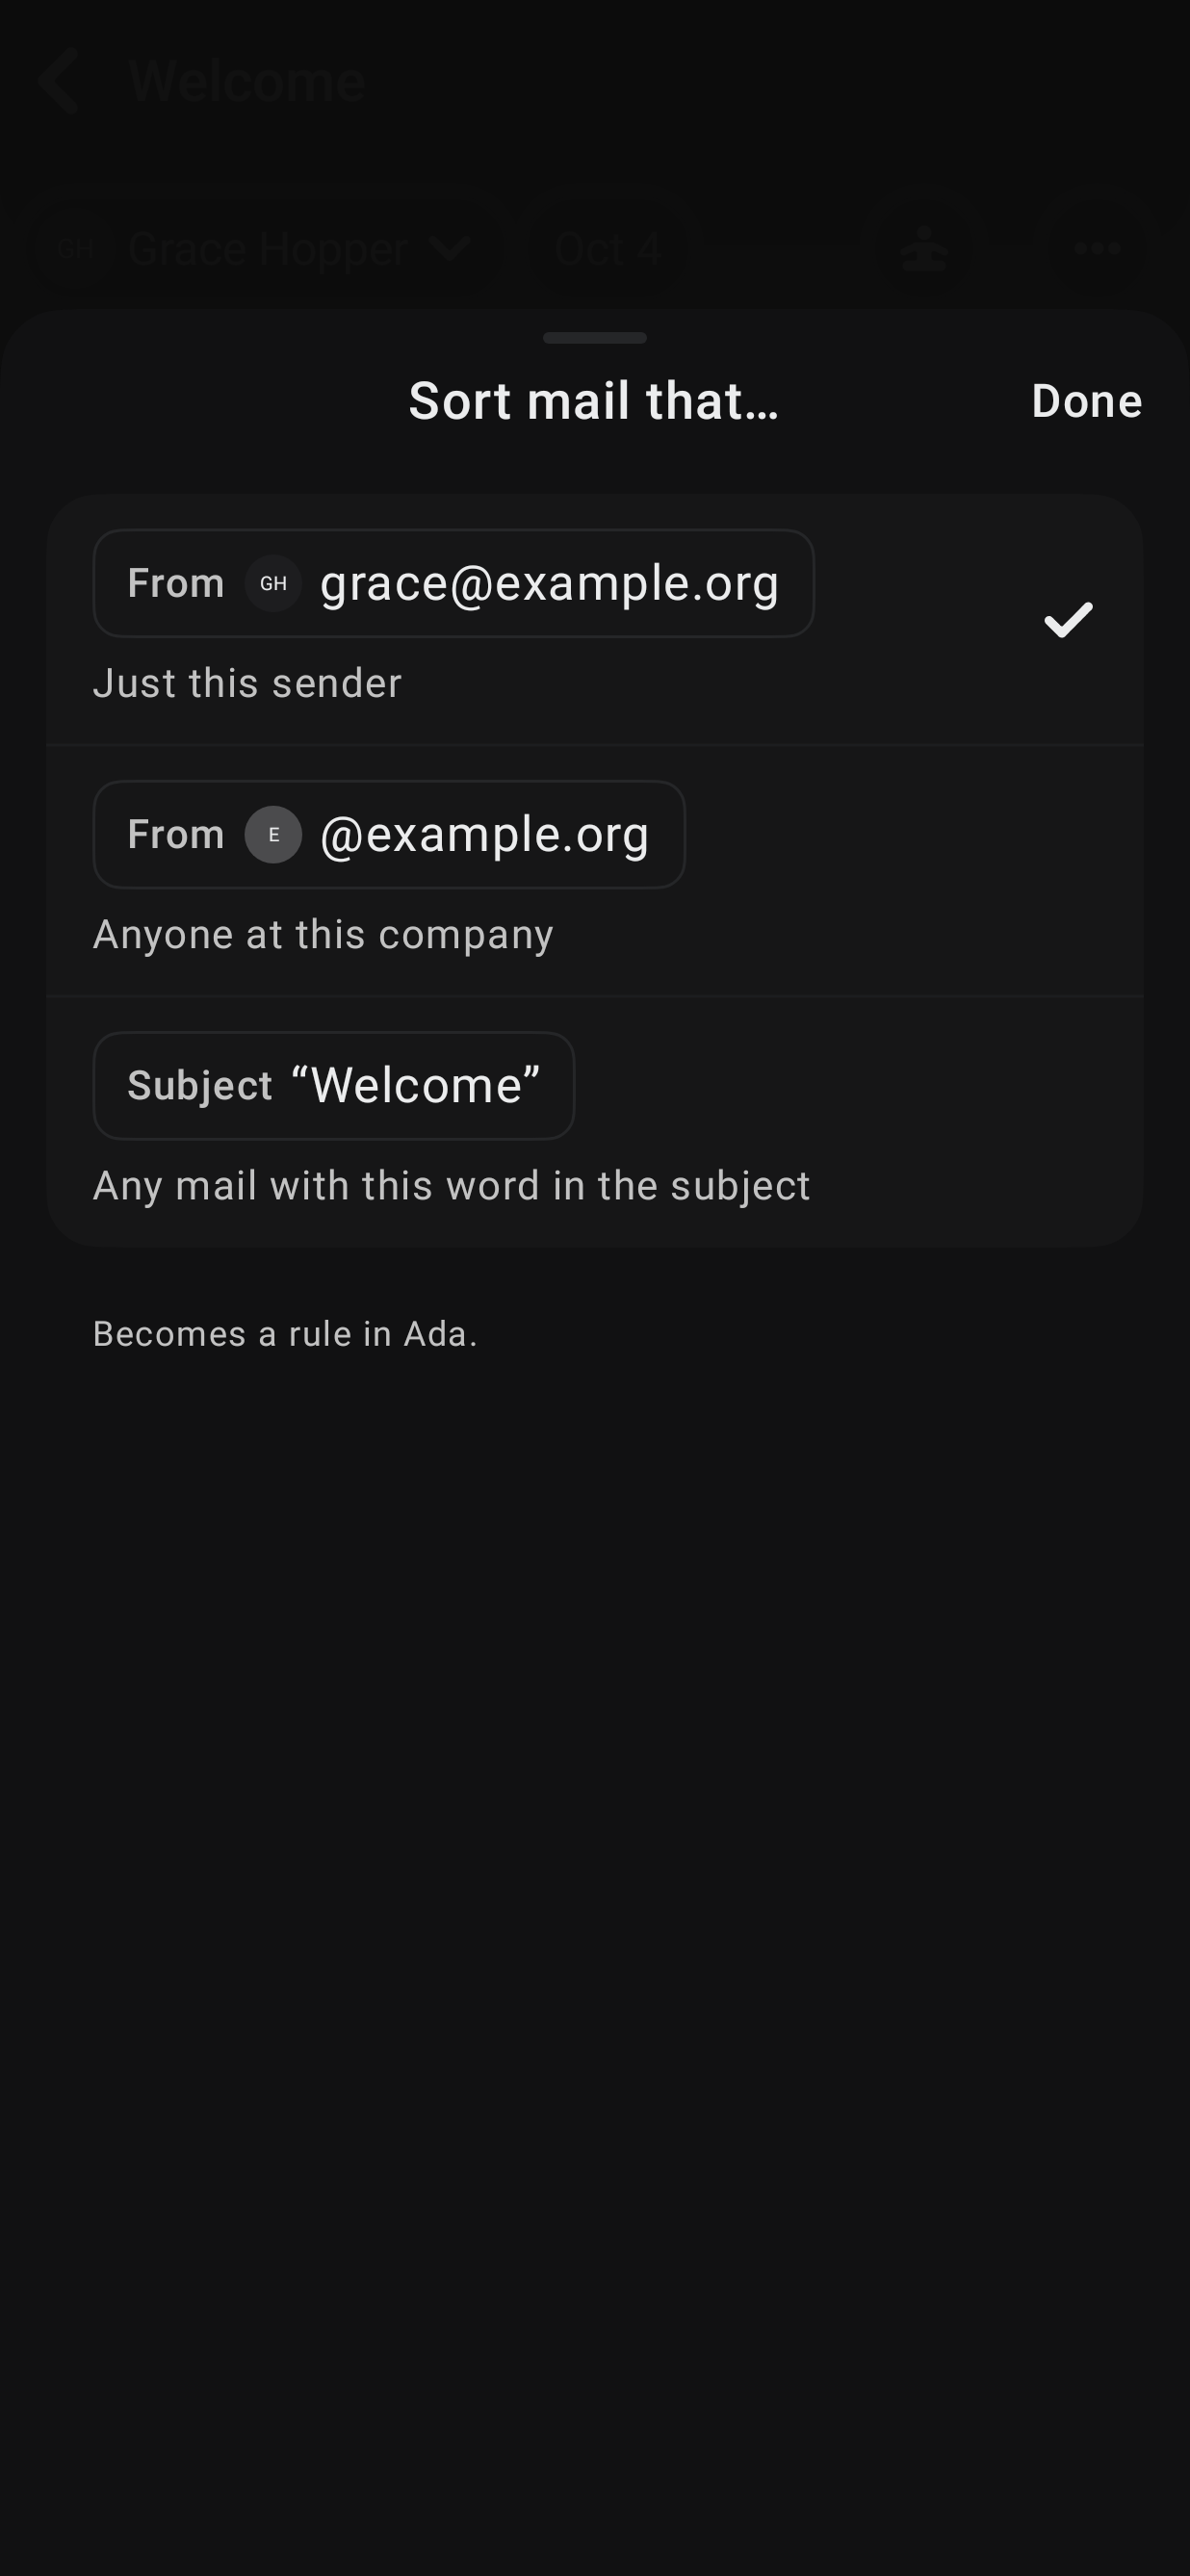 Welcome
GH Grace Hopper Oct 4
Sort mail that…
Done
From GH grace@example.org
Just this sender
From E @example.org
Anyone at this company
Subject “Welcome”
Any mail with this word in the subject
Becomes a rule in Ada.